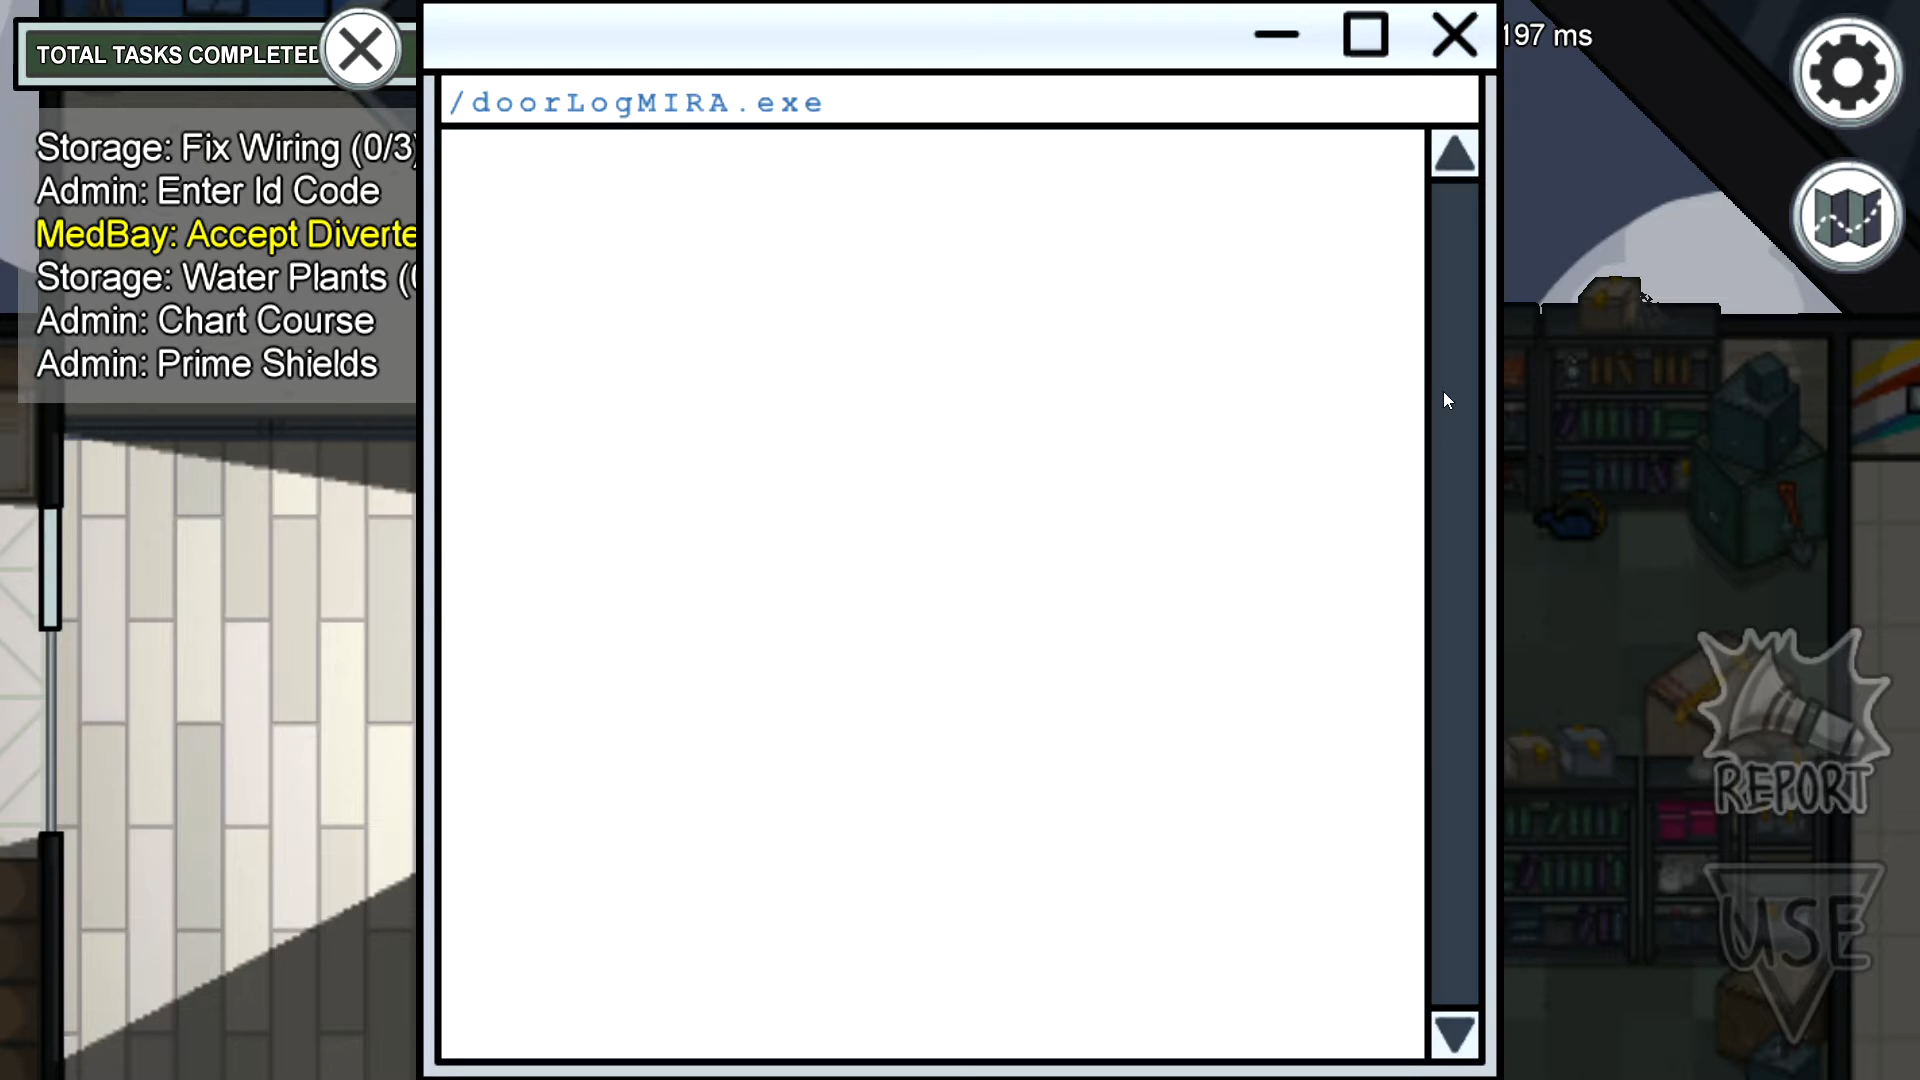 TOTAL TASKS COMPLETED
/doorLogMIRA.exe
197 ms
Storage: Fix Wiring (0/3)
Admin: Enter Id Code
MedBay: Accept Diverte
Storage: Water Plants (
Admin: Chart Course
Admin: Prime Shields
REPORT
USE